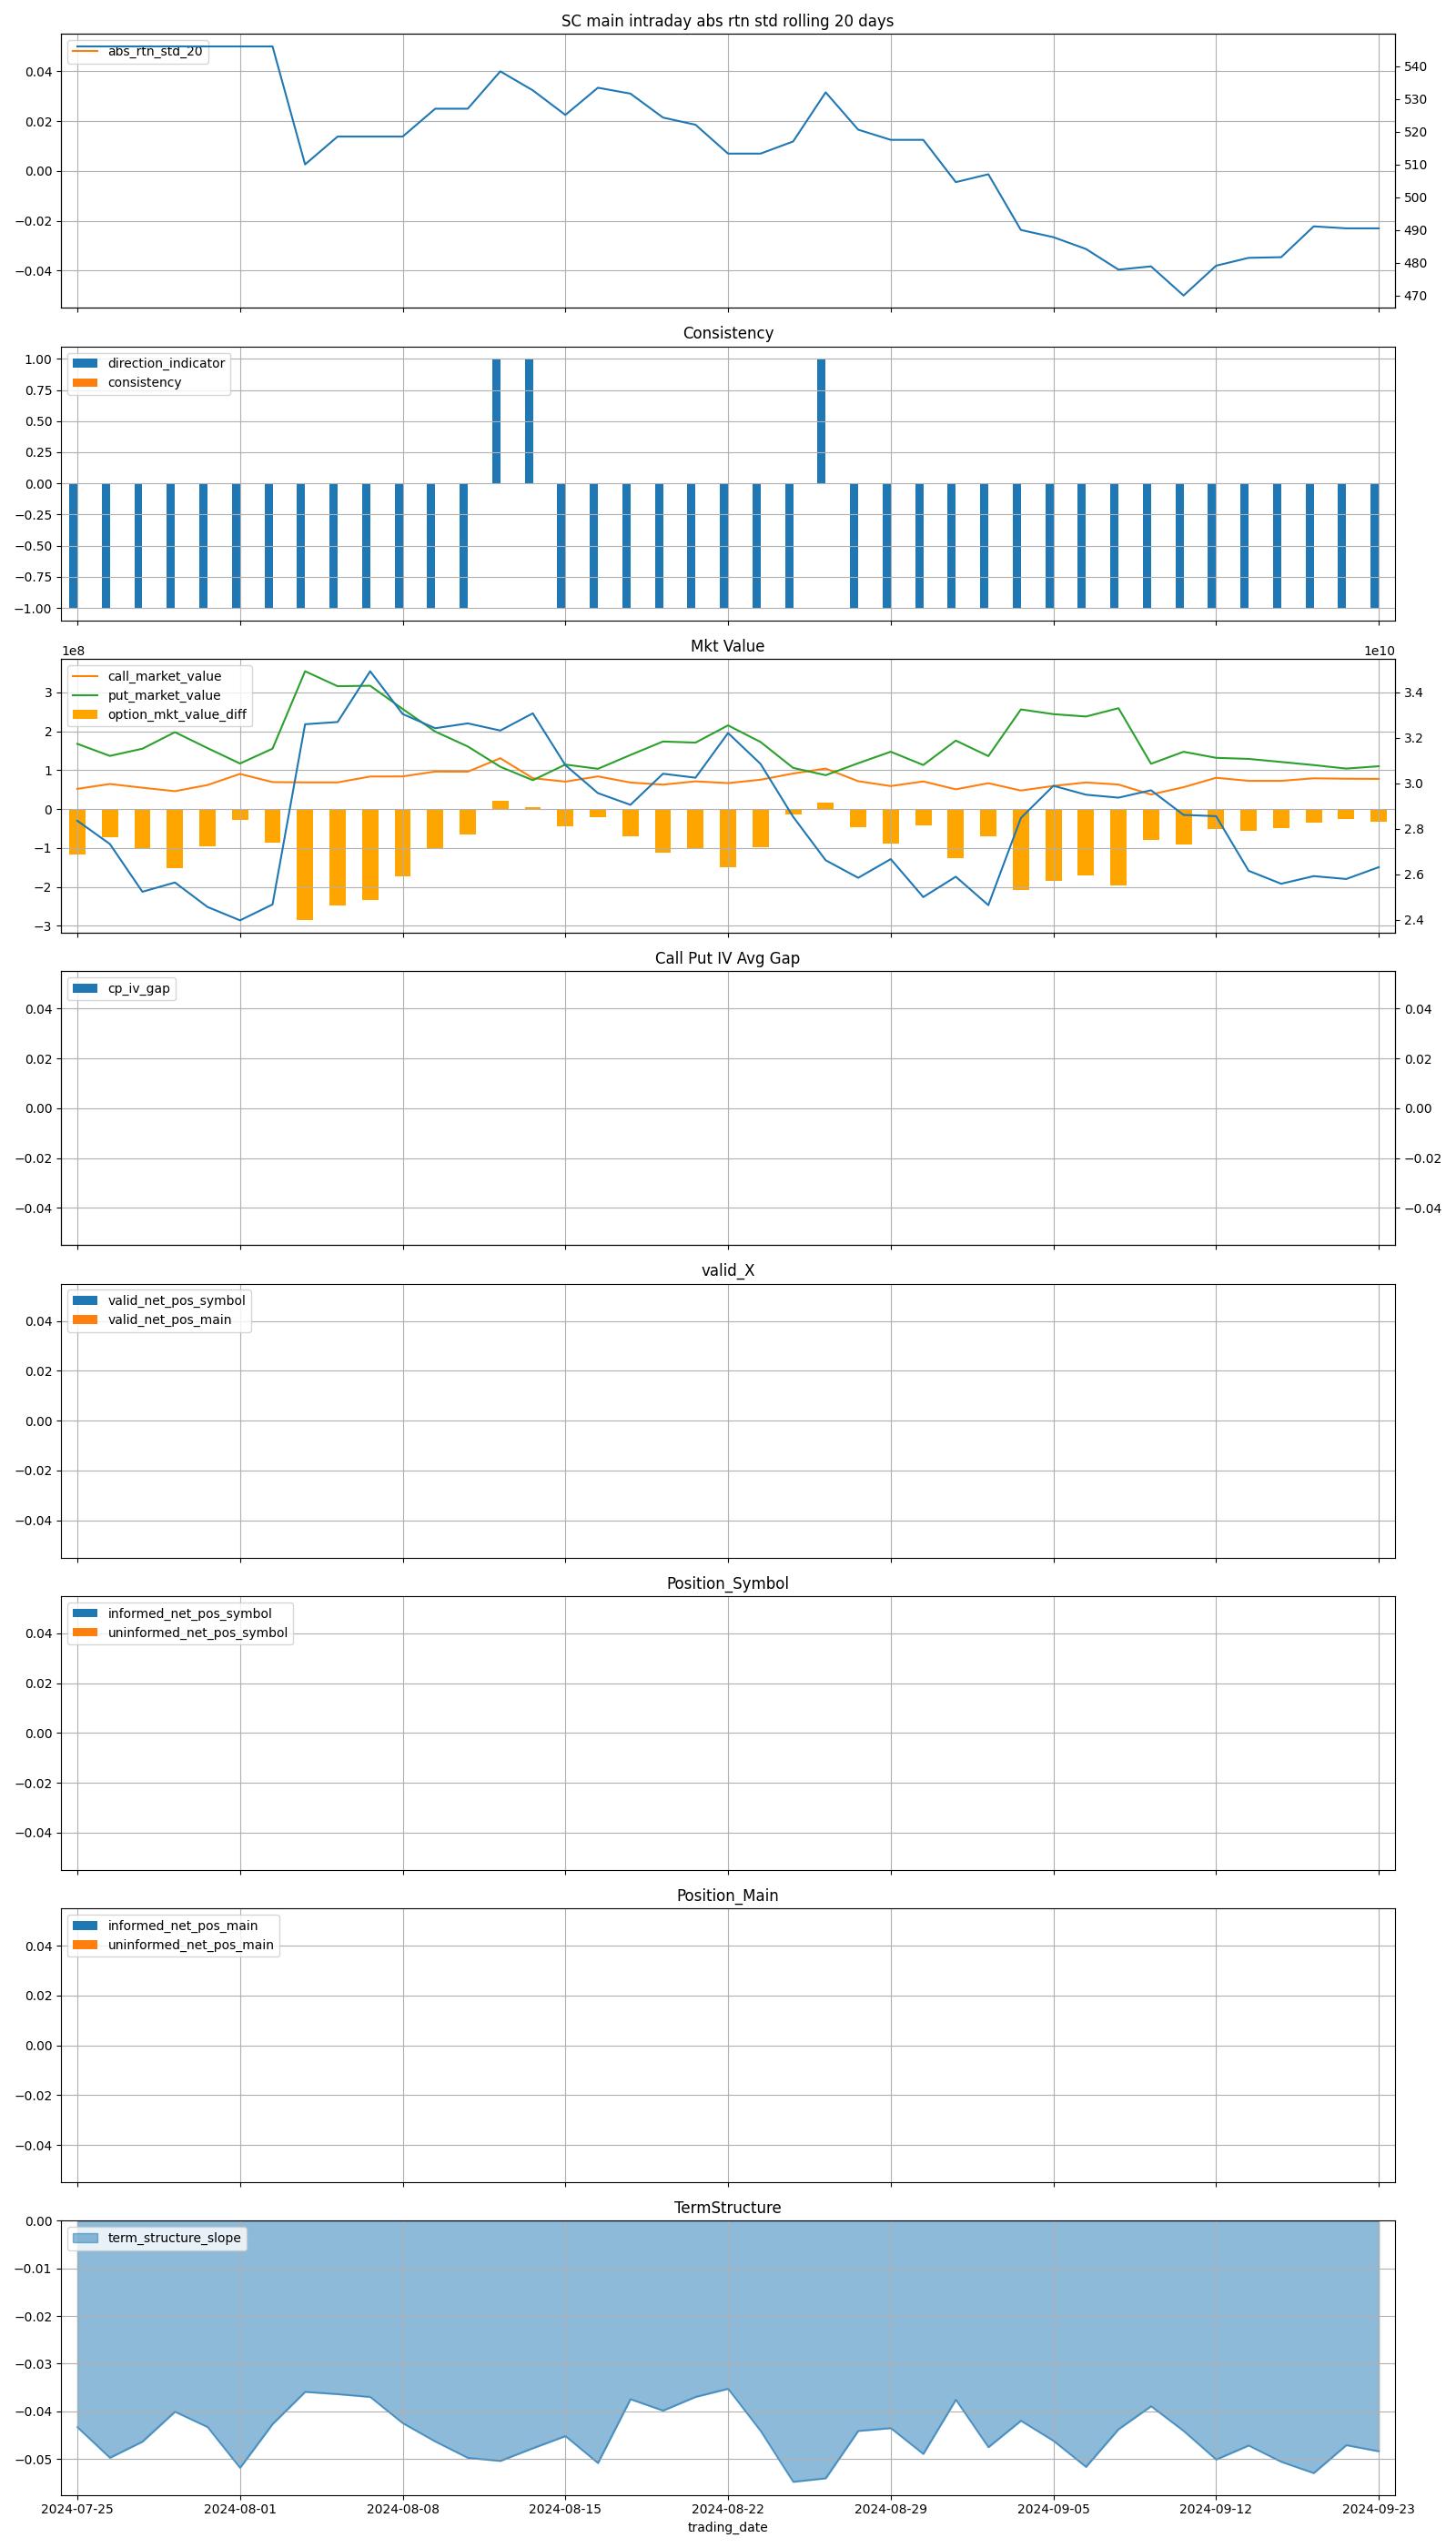 SC main intraday abs rtn std rolling 20 days
abs_rtn_std_20
0.04
0.02
0.00
−0.02
−0.04
540
530
520
510
500
490
480
470
Consistency
direction_indicator
consistency
1.00
0.75
0.50
0.25
0.00
−0.25
−0.50
−0.75
−1.00
Mkt Value
1e8
1e10
call_market_value
put_market_value
option_mkt_value_diff
3
2
1
0
−1
−2
−3
3.4
3.2
3.0
2.8
2.6
2.4
Call Put IV Avg Gap
cp_iv_gap
0.04
0.02
0.00
−0.02
−0.04
0.04
0.02
0.00
−0.02
−0.04
valid_X
valid_net_pos_symbol
valid_net_pos_main
0.04
0.02
0.00
−0.02
−0.04
Position_Symbol
informed_net_pos_symbol
uninformed_net_pos_symbol
0.04
0.02
0.00
−0.02
−0.04
Position_Main
informed_net_pos_main
uninformed_net_pos_main
0.04
0.02
0.00
−0.02
−0.04
TermStructure
term_structure_slope
0.00
−0.01
−0.02
−0.03
−0.04
−0.05
2024-07-25 2024-08-01 2024-08-08 2024-08-15 2024-08-22 2024-08-29 2024-09-05 2024-09-12 2024-09-23
trading_date